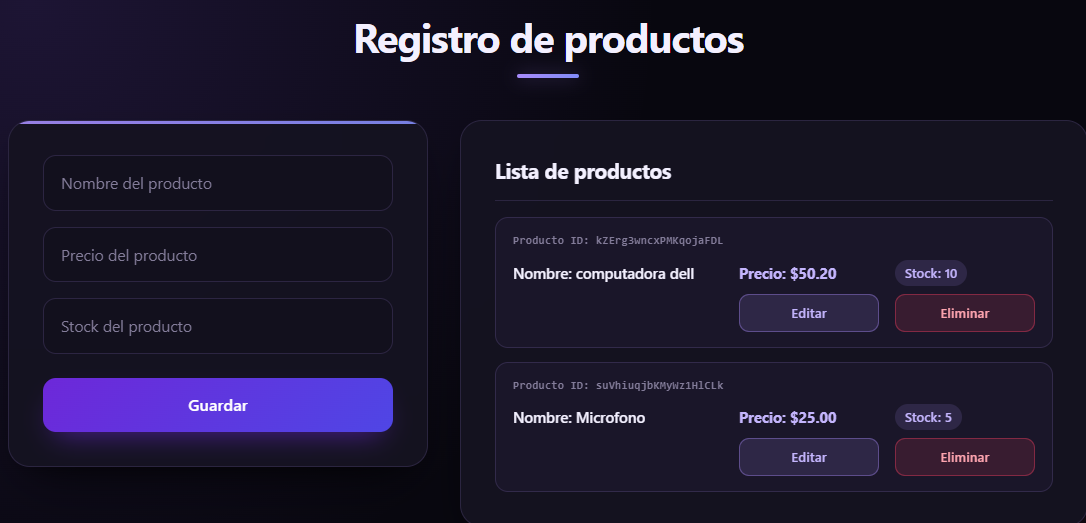 Registro de productos
Nombre del producto
Precio del producto
Stock del producto
Guardar
Lista de productos
Producto ID: kZErg3wncxPMKqojaFDL
Nombre: computadora dell Precio: $50.20 Stock: 10
Editar Eliminar
Producto ID: suVhiuqjbKMyWz1HlCLk
Nombre: Microfono Precio: $25.00 Stock: 5
Editar Eliminar